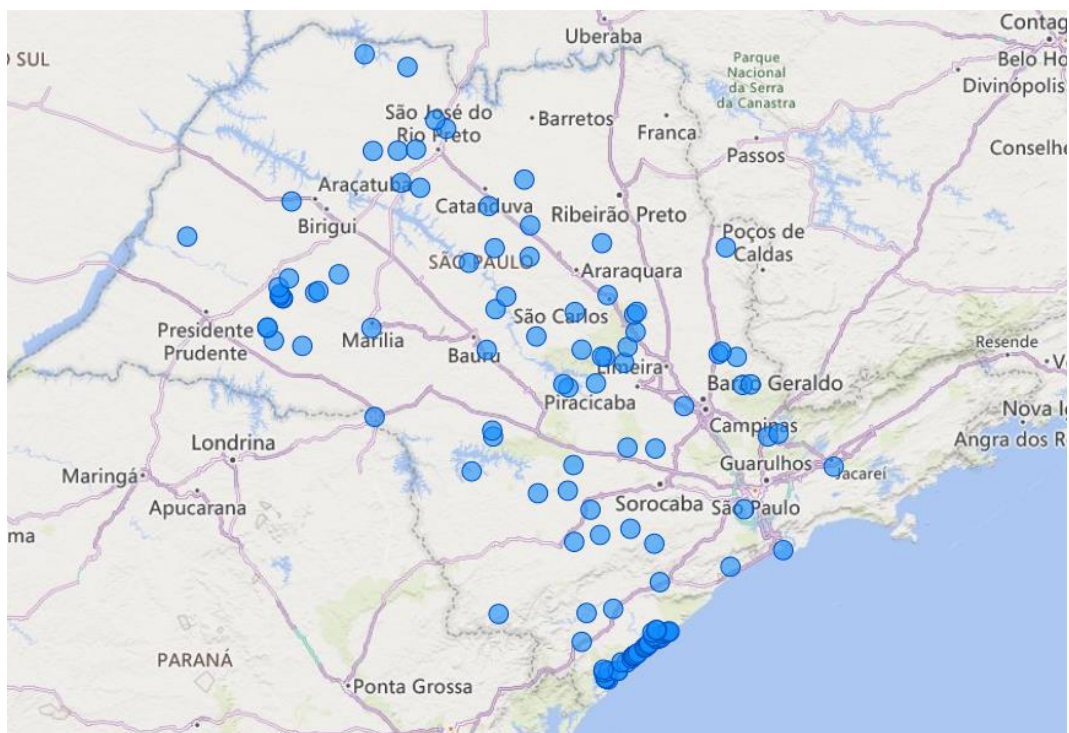 Contag
Uberaba
O SUL
Belo Ho
Parque
Nacional
da Serra
da Canastra
Divinópolis
São José do
Rio Preto
Barretos
Franca
Passos
Conselhe
Araçatuba
Catanduva
Birigui
Ribeirão Preto
Poços de
Caldas
SÃO PAULO
Araraquara
Presidente
Prudente
Marília
São Carlos
Bauru
Resende
Vo
Limeira
Barão Geraldo
Piracicaba
Nova Ig
Campinas
Angra dos R
Londrina
Maringá
Guarulhos
Jacareí
Apucarana
Sorocaba
São Paulo
ma
PARANÁ
Ponta Grossa